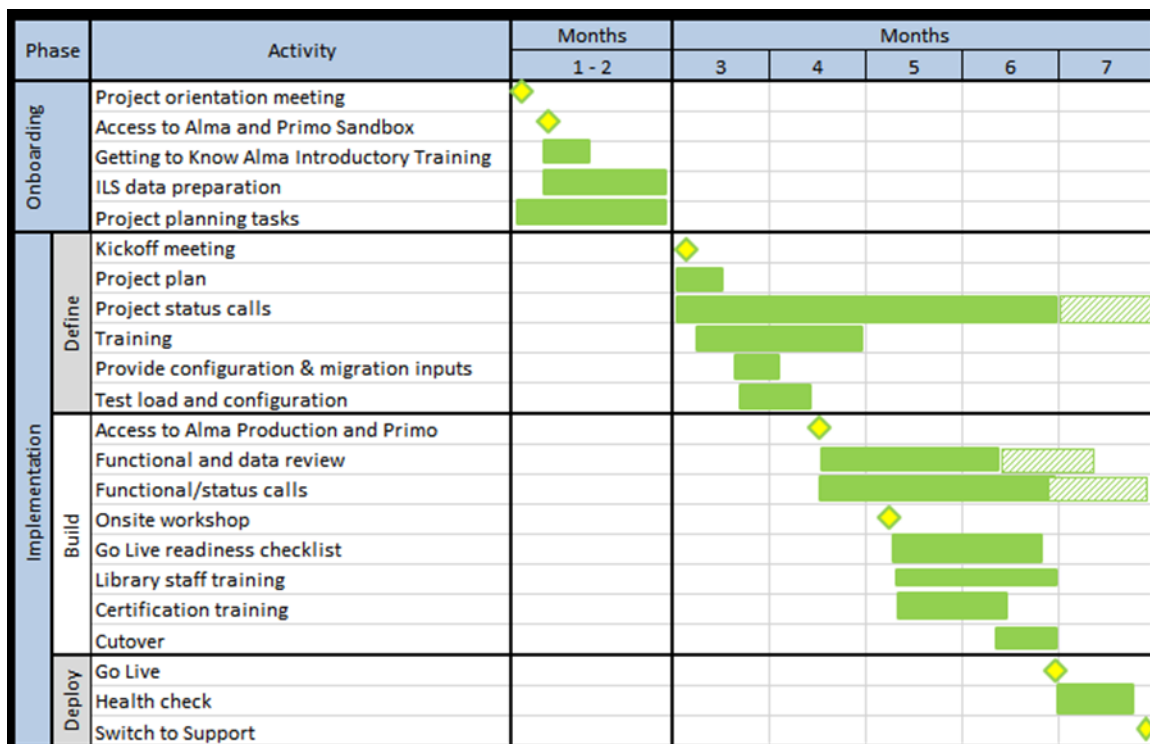 Phase
Activity
Months
Months
1 - 2
3
4
5
6
7
Onboarding
Project orientation meeting
Access to Alma and Primo Sandbox
Getting to Know Alma Introductory Training
ILS data preparation
Project planning tasks
Implementation
Define
Kickoff meeting
Project plan
Project status calls
Training
Provide configuration & migration inputs
Test load and configuration
Build
Access to Alma Production and Primo
Functional and data review
Functional/status calls
Onsite workshop
Go Live readiness checklist
Library staff training
Certification training
Cutover
Deploy
Go Live
Health check
Switch to Support